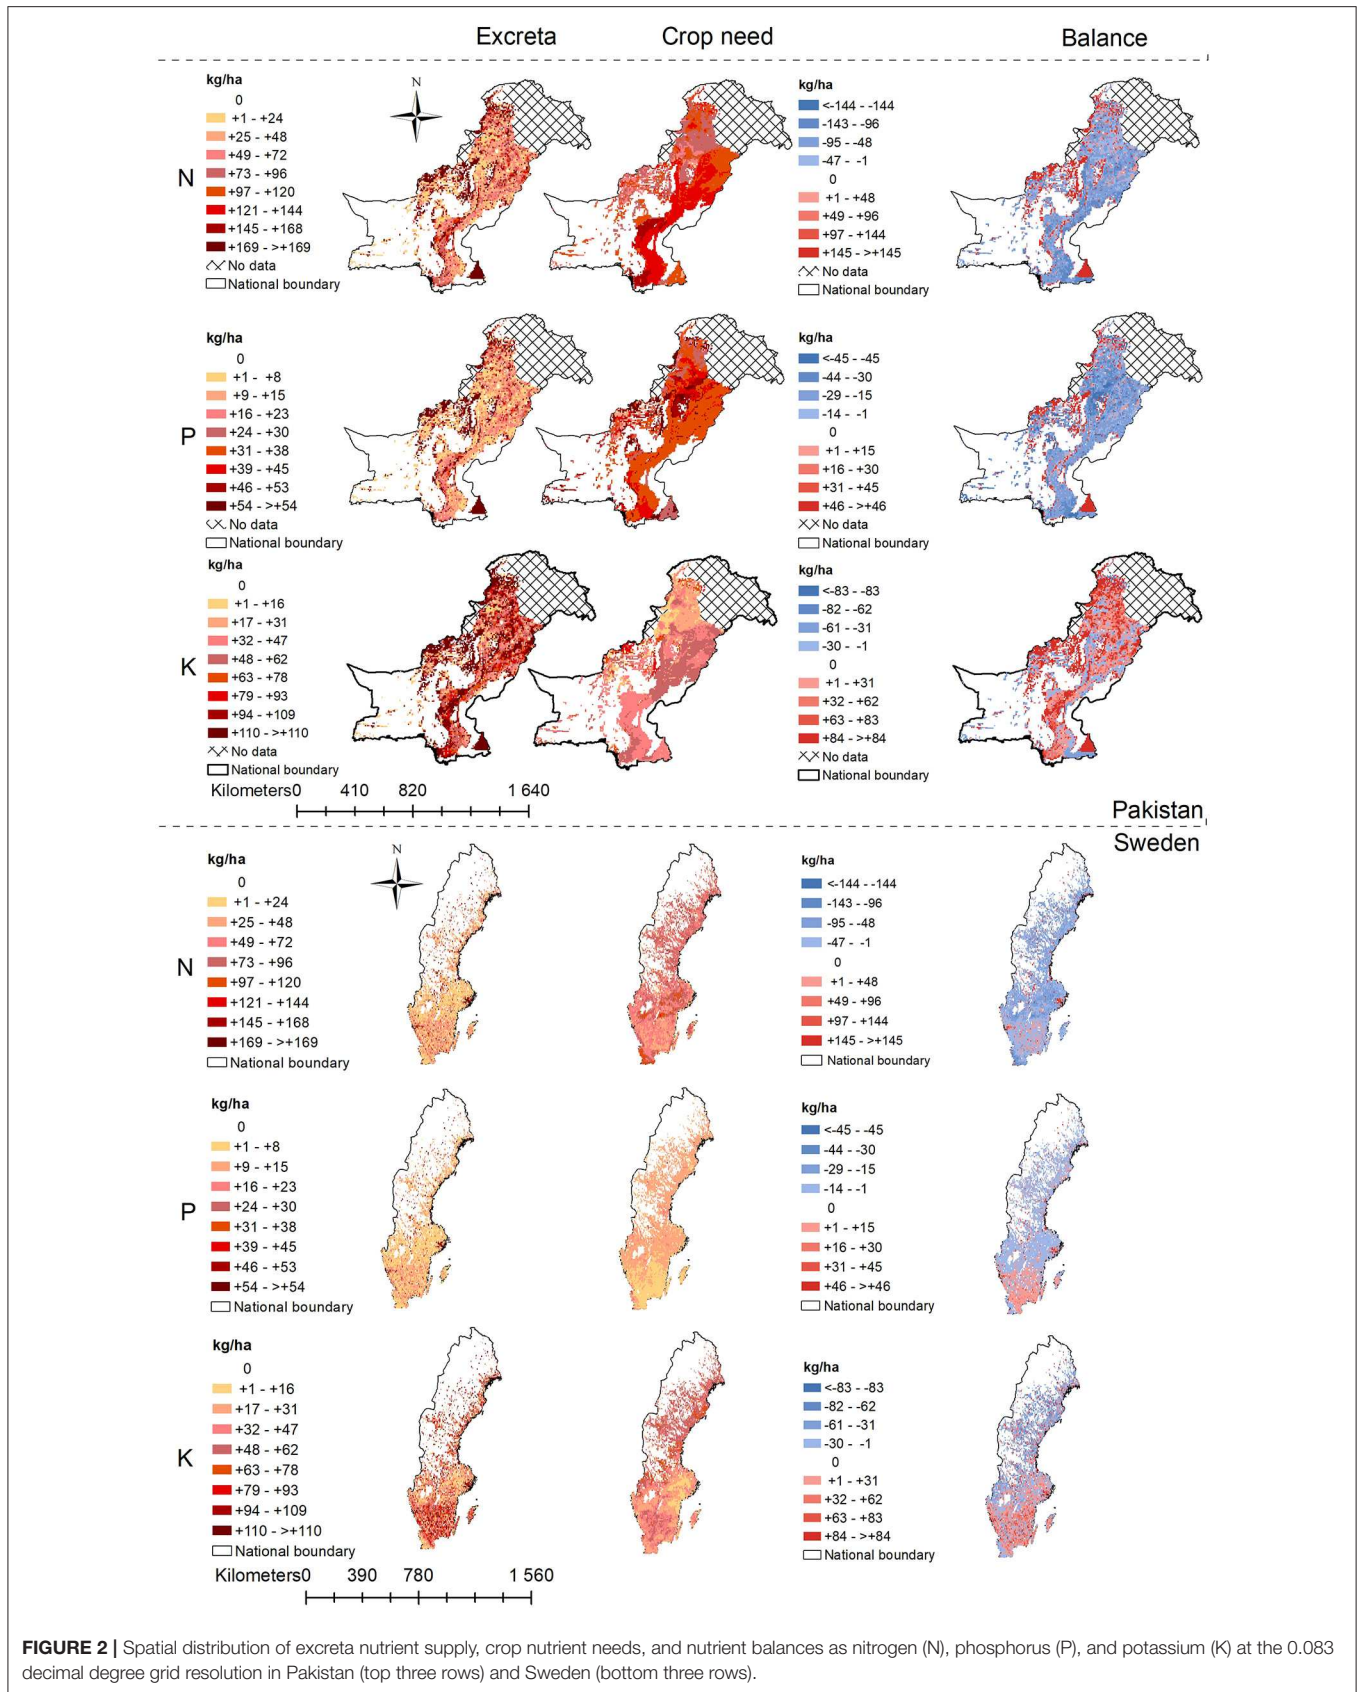 Excreta Crop need Balance
N
kg/ha
0
+1 - +24
+25 - +48
+49 - +72
+73 - +96
+97 - +120
+121 - +144
+145 - +168
+169 - >+169
No data
National boundary
N
kg/ha
<-144 - -144
-143 - -96
-95 - -48
-47 - -1
0
+1 - +48
+49 - +96
+97 - +144
+145 - >+145
No data
National boundary
P
kg/ha
0
+1 - +8
+9 - +15
+16 - +23
+24 - +30
+31 - +38
+39 - +45
+46 - +53
+54 - >+54
No data
National boundary
kg/ha
<-45 - -45
-44 - -30
-29 - -15
-14 - -1
0
+1 - +15
+16 - +30
+31 - +45
+46 - >+46
No data
National boundary
K
kg/ha
0
+1 - +16
+17 - +31
+32 - +47
+48 - +62
+63 - +78
+79 - +93
+94 - +109
+110 - >+110
No data
National boundary
kg/ha
<-83 - -83
-82 - -62
-61 - -31
-30 - -1
0
+1 - +31
+32 - +62
+63 - +83
+84 - >+84
No data
National boundary
Kilometers0 410 820 1 640
Pakistan
Sweden
N
kg/ha
0
+1 - +24
+25 - +48
+49 - +72
+73 - +96
+97 - +120
+121 - +144
+145 - +168
+169 - >+169
National boundary
N
kg/ha
<-144 - -144
-143 - -96
-95 - -48
-47 - -1
0
+1 - +48
+49 - +96
+97 - +144
+145 - >+145
National boundary
P
kg/ha
0
+1 - +8
+9 - +15
+16 - +23
+24 - +30
+31 - +38
+39 - +45
+46 - +53
+54 - >+54
National boundary
kg/ha
<-45 - -45
-44 - -30
-29 - -15
-14 - -1
0
+1 - +15
+16 - +30
+31 - +45
+46 - >+46
National boundary
K
kg/ha
0
+1 - +16
+17 - +31
+32 - +47
+48 - +62
+63 - +78
+79 - +93
+94 - +109
+110 - >+110
National boundary
kg/ha
<-83 - -83
-82 - -62
-61 - -31
-30 - -1
0
+1 - +31
+32 - +62
+63 - +83
+84 - >+84
National boundary
Kilometers0 390 780 1 560
FIGURE 2 | Spatial distribution of excreta nutrient supply, crop nutrient needs, and nutrient balances as nitrogen (N), phosphorus (P), and potassium (K) at the 0.083
decimal degree grid resolution in Pakistan (top three rows) and Sweden (bottom three rows).